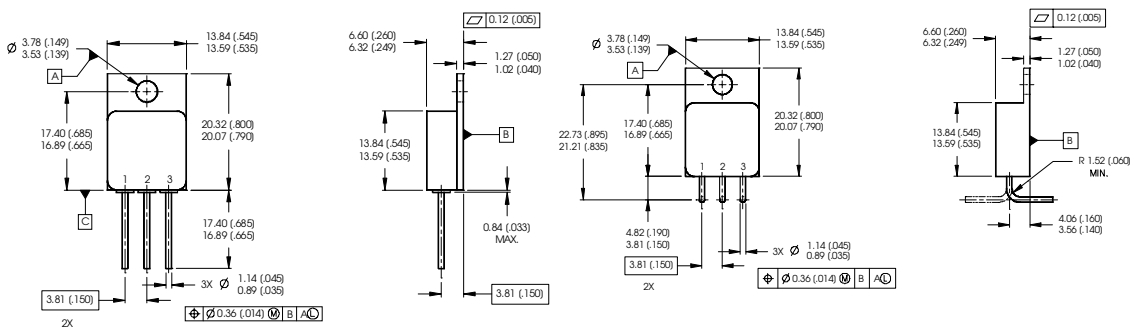 0.12 (.005)
6.60 (.260)
6.32 (.249)
1.27 (.050)
1.02 (.040)
13.84 (.545)
13.59 (.535)
Ø 3.78 (.149)
3.53 (.139)
A
17.40 (.685)
16.89 (.665)
20.32 (.800)
20.07 (.790)
1 2 3
C
17.40 (.685)
16.89 (.665)
3X Ø 1.14 (.045)
0.89 (.035)
3.81 (.150)
2X
⌖ Ø 0.36 (.014) Ⓜ B A Ⓛ
13.84 (.545)
13.59 (.535)
B
0.84 (.033)
MAX.
3.81 (.150)
Ø 3.78 (.149)
3.53 (.139)
13.84 (.545)
13.59 (.535)
A
22.73 (.895)
21.21 (.835)
17.40 (.685)
16.89 (.665)
20.32 (.800)
20.07 (.790)
1 2 3
4.82 (.190)
3.81 (.150)
3.81 (.150)
2X
3X Ø 1.14 (.045)
0.89 (.035)
⌖ Ø 0.36 (.014) Ⓜ B A Ⓛ
0.12 (.005)
6.60 (.260)
6.32 (.249)
1.27 (.050)
1.02 (.040)
13.84 (.545)
13.59 (.535)
B
R 1.52 (.060)
MIN.
4.06 (.160)
3.56 (.140)